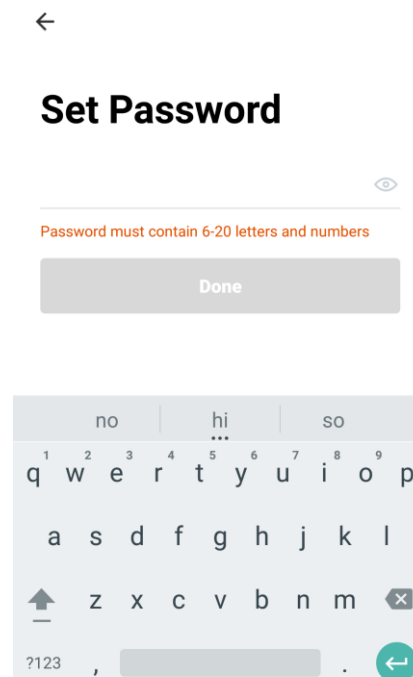 Set Password
Password must contain 6-20 letters and numbers
Done
no hi so
1 2 3 4 5 6 7 8 9
q w e r t y u i o p
a s d f g h j k l
z x c v b n m
?123 , .